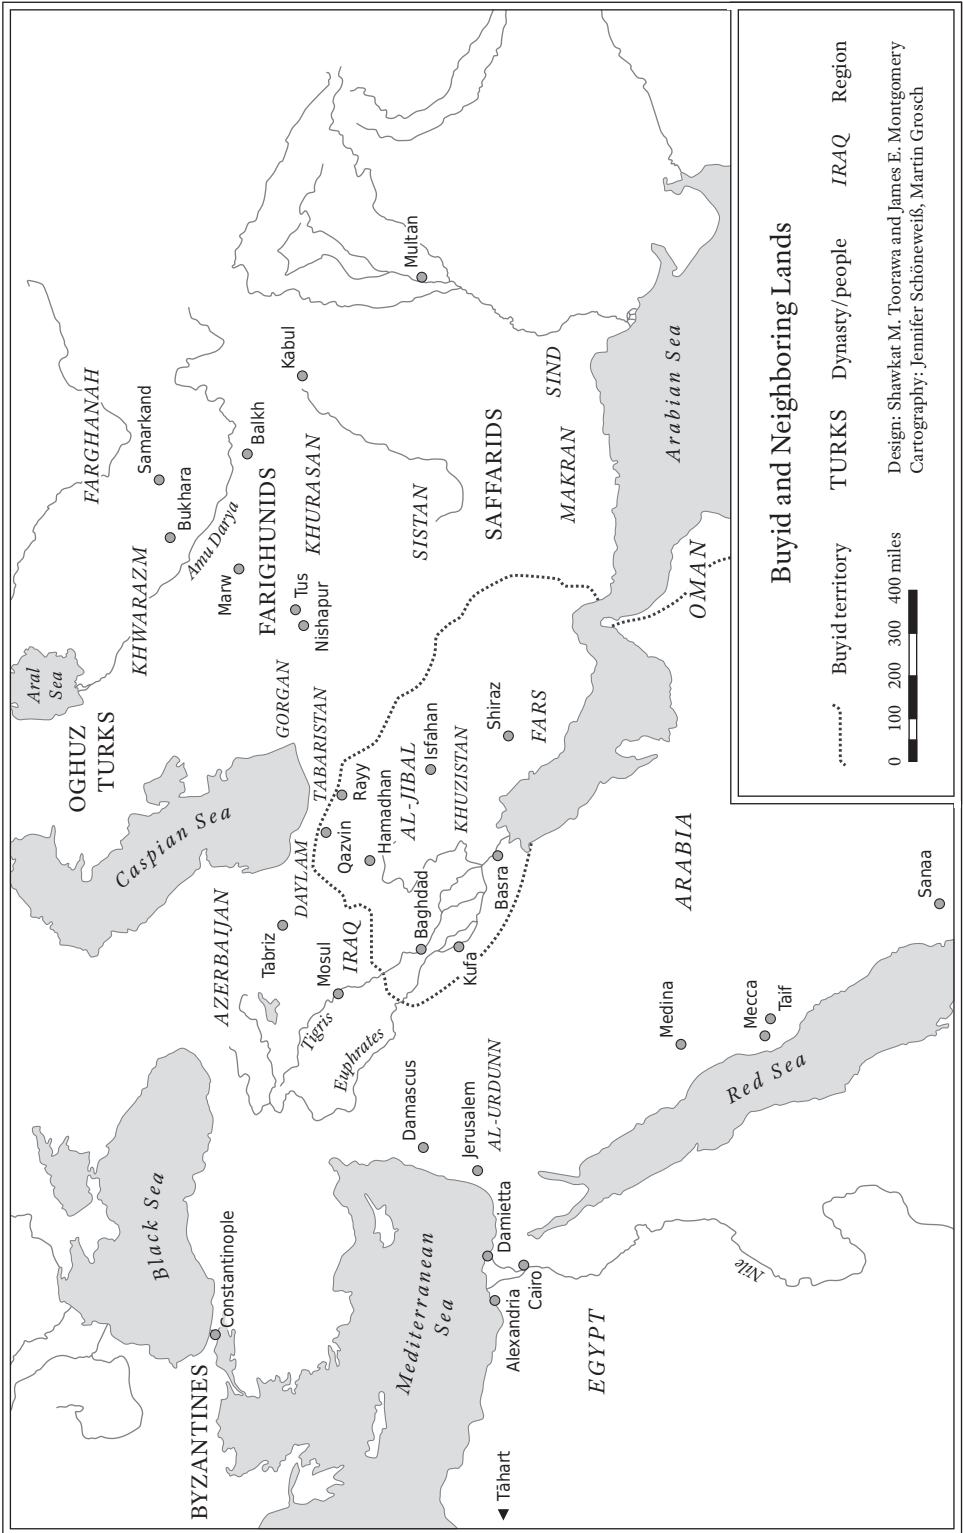 BYZANTINES
Constantinople
Black Sea
Mediterranean
Sea
Tāhart
Alexandria
Cairo
Damietta
EGYPT
Nile
Jerusalem
Damascus
AL-URDUNN
Red Sea
Medina
Mecca
Taif
Sanaa
ARABIA
Euphrates
Tigris
Mosul
IRAQ
AZERBAIJAN
Tabriz
DAYLAM
Caspian Sea
Baghdad
Kufa
Basra
Qazvin
Hamadhan
Rayy
AL-JIBAL
KHUZISTAN
Isfahan
Shiraz
FARS
TABARISTAN
GORGAN
OGHUZ
TURKS
Aral
Sea
KHWARAZM
Nishapur
Tus
Marw
FARIGHUNIDS
Amu Darya
Bukhara
Samarkand
FARGHANAH
Balkh
KHURASAN
Kabul
SISTAN
SAFFARIDS
MAKRAN
SIND
Multan
OMAN
Arabian Sea
Buyid and Neighboring Lands
Buyid territory TURKS Dynasty/people IRAQ Region
0 100 200 300 400 miles
Design: Shawkat M. Toorawa and James E. Montgomery
Cartography: Jennifer Schöneweiß, Martin Grosch